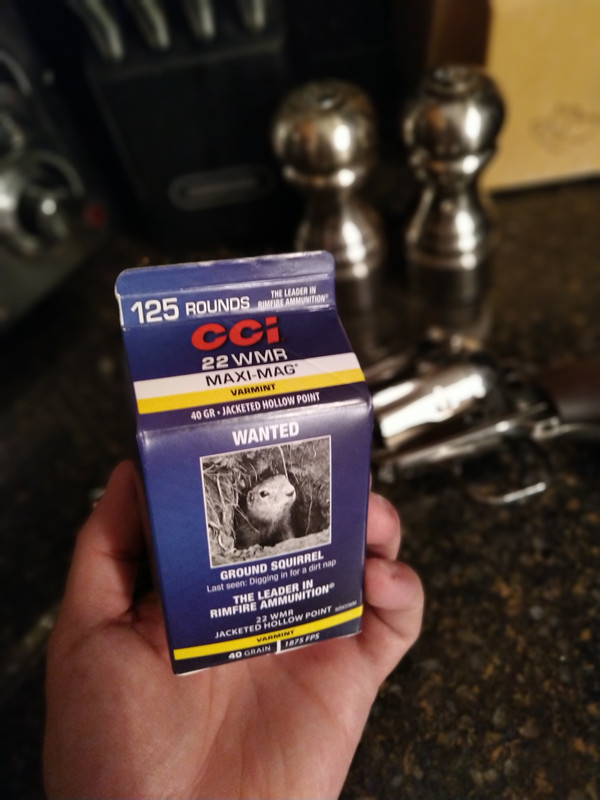 125 ROUNDS
THE LEADER IN
RIMFIRE AMMUNITION®
CCi
22 WMR
MAXI-MAG®
VARMINT
40 GR • JACKETED HOLLOW POINT
WANTED
GROUND SQUIRREL
Last seen: Digging in for a dirt nap
THE LEADER IN
RIMFIRE AMMUNITION®
22 WMR
JACKETED HOLLOW POINT
VARMINT
40 GRAIN 1875 FPS